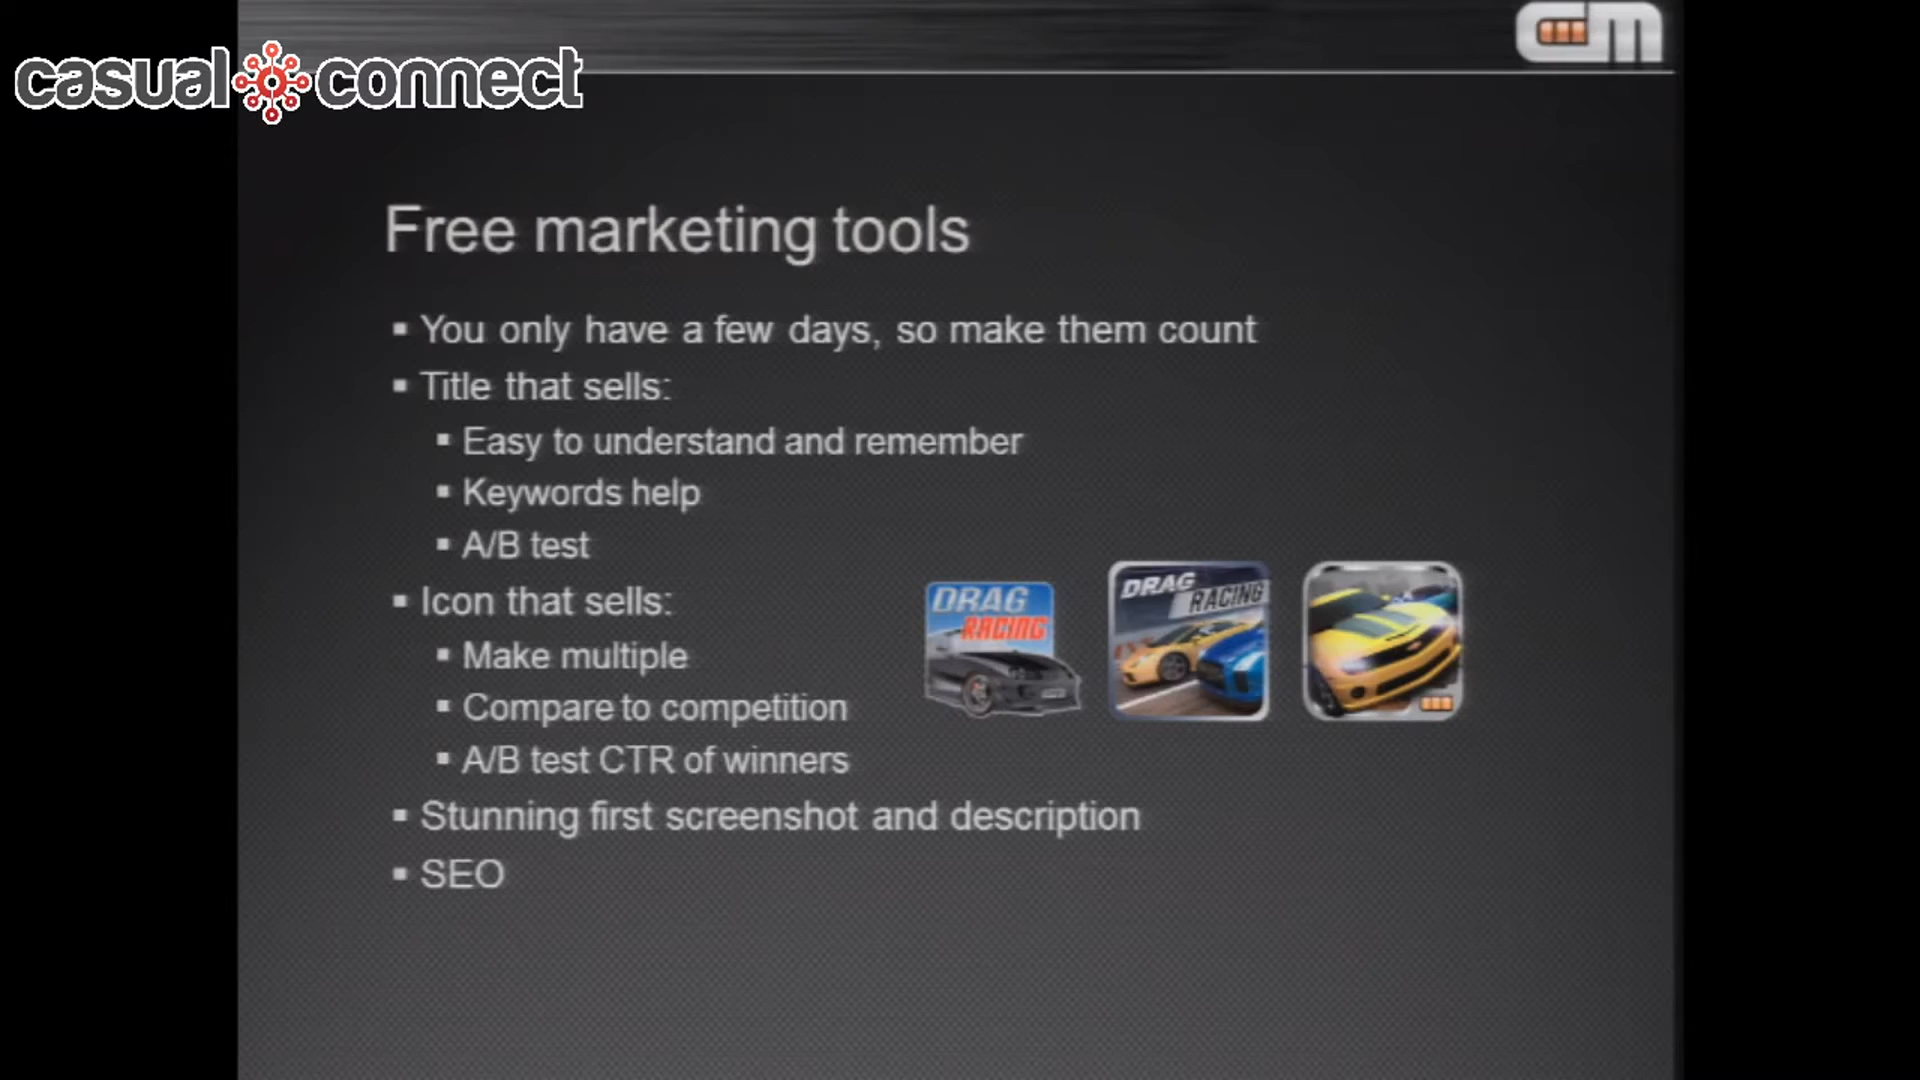 casual connect
Free marketing tools
You only have a few days, so make them count
Title that sells:
Easy to understand and remember
Keywords help
A/B test
Icon that sells:
Make multiple
Compare to competition
A/B test CTR of winners
Stunning first screenshot and description
SEO
DRAG
RACING
DRAG
RACING